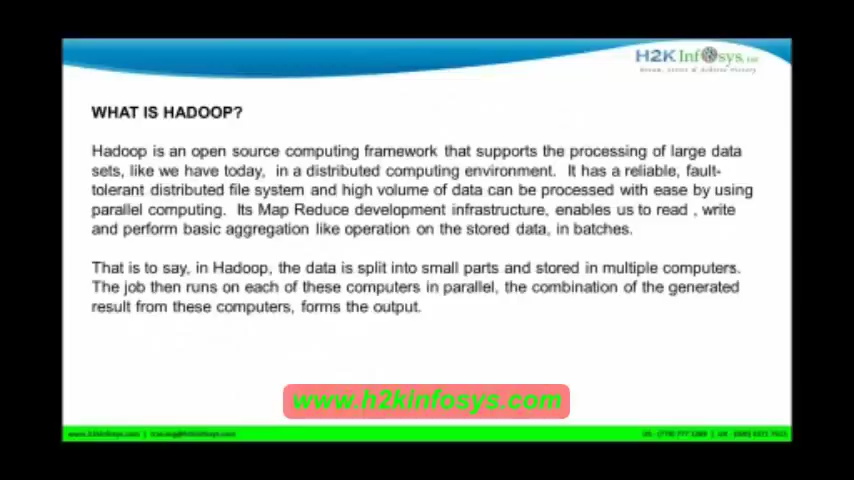 H2K Infosys, LLC
WHAT IS HADOOP?
Hadoop is an open source computing framework that supports the processing of large data
sets, like we have today,  in a distributed computing environment.  It has a reliable, fault-
tolerant distributed file system and high volume of data can be processed with ease by using
parallel computing.  Its Map Reduce development infrastructure, enables us to read , write
and perform basic aggregation like operation on the stored data, in batches.
That is to say, in Hadoop, the data is split into small parts and stored in multiple computers.
The job then runs on each of these computers in parallel, the combination of the generated
result from these computers, forms the output.
www.h2kinfosys.com
www.h2kinfosys.com |